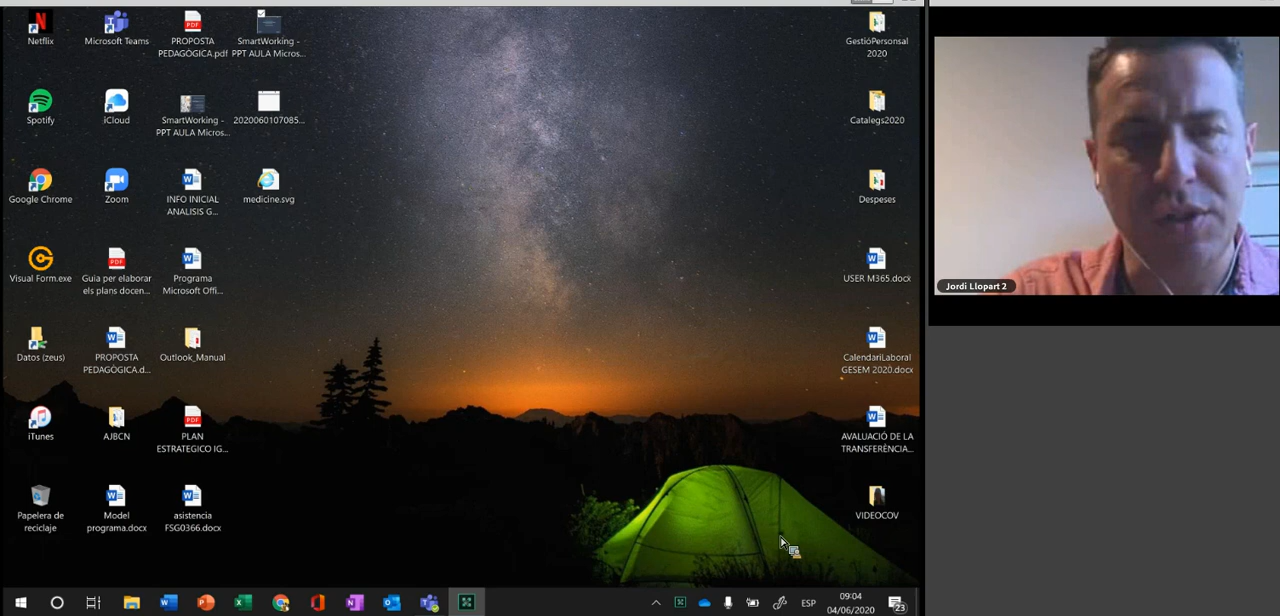 Netflix
Microsoft Teams
PROPOSTA
PEDAGÒGICA.pdf
SmartWorking -
PPT AULA Micros...
GestióPersonsal
2020
Spotify
iCloud
SmartWorking -
PPT AULA Micros...
2020060107085...
Catalegs2020
Google Chrome
Zoom
INFO INICIAL
ANALISIS G...
medicine.svg
Despeses
Visual Form.exe
Guia per elaborar
els plans docen...
Programa
Microsoft Offi...
USER M365.docx
Datos (zeus)
PROPOSTA
PEDAGÒGICA.d...
Outlook_Manual
CalendariLaboral
GESEM 2020.docx
iTunes
AJBCN
PLAN
ESTRATEGICO IG...
AVALUACIÓ DE LA
TRANSFERÈNCIA...
Papelera de
reciclaje
Model
programa.docx
asistencia
FSG0366.docx
VIDEOCOV
ESP
09:04
04/06/2020
23
Jordi Llopart 2